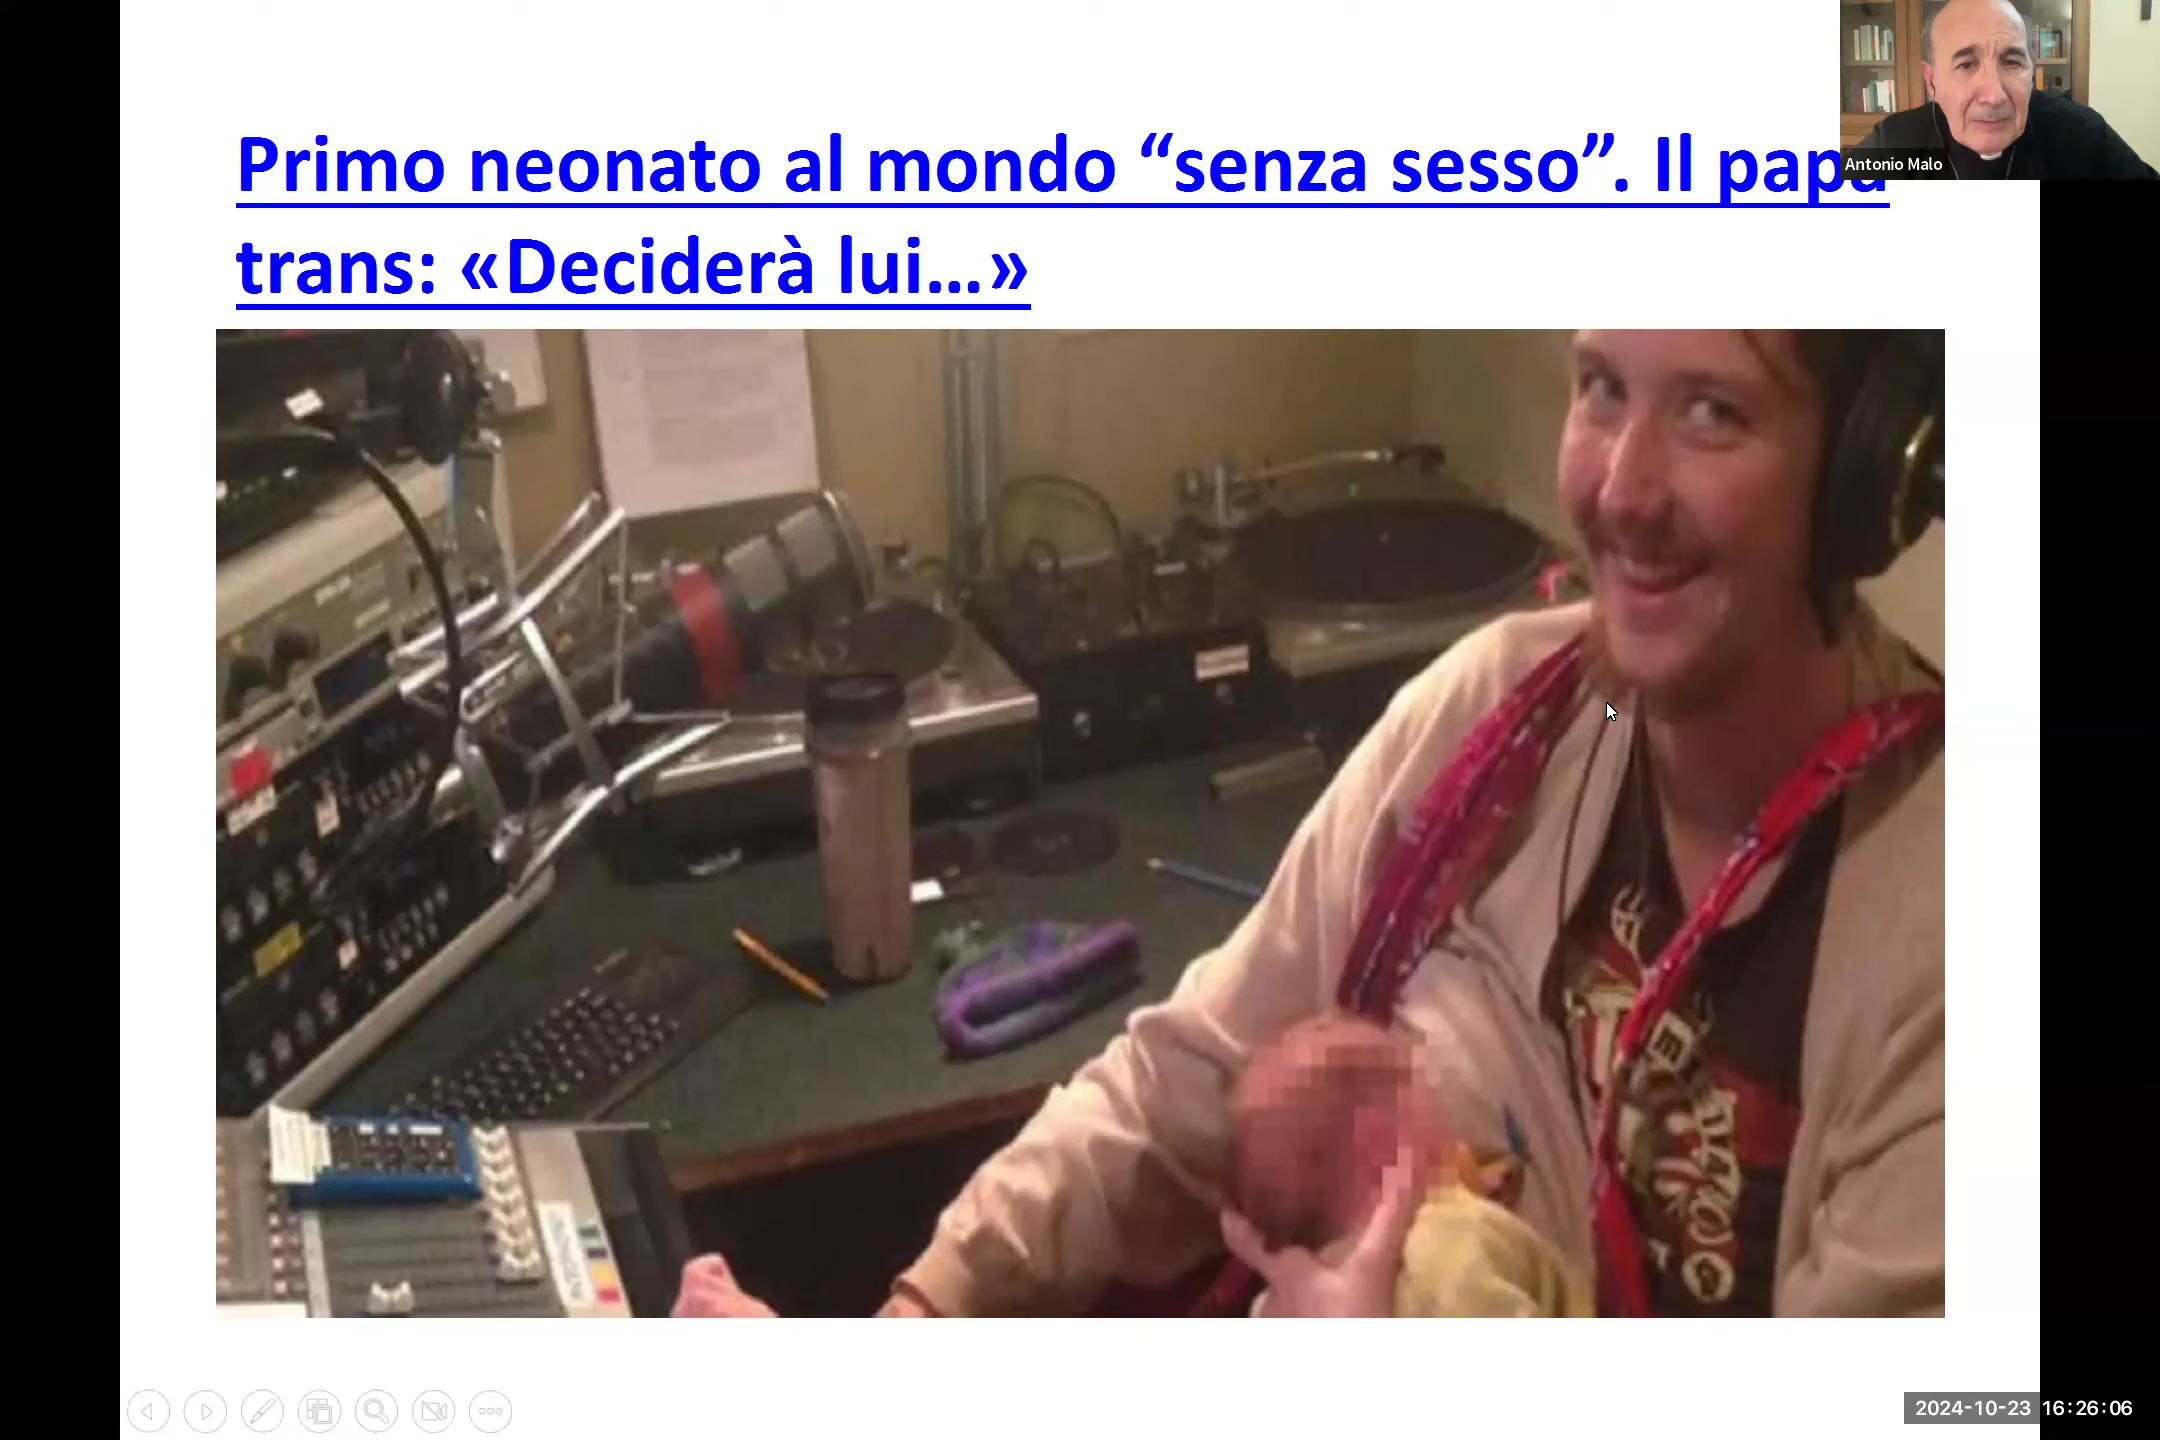 Primo neonato al mondo “senza sesso”. Il papà
trans: «Deciderà lui...»
Antonio Malo
2024-10-23 16:26:06